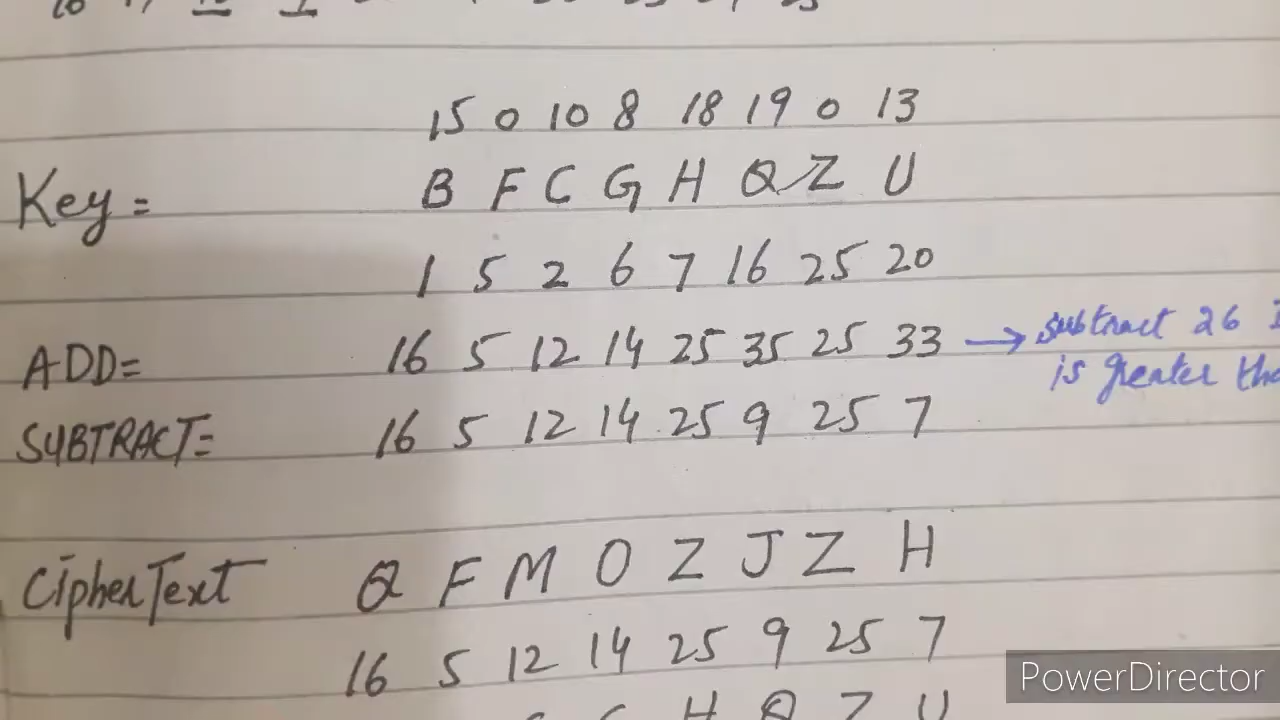 15 0 10 8 18 19 0 13
Key = B F C G H Q Z U
1 5 2 6 7 16 25 20
ADD= 16 5 12 14 25 35 25 33 → subtract 26
is greater
SUBTRACT= 16 5 12 14 25 9 25 7
CipherText Q F M O Z J Z H
16 5 12 14 25 9 25 7
H Q Z U
PowerDirector